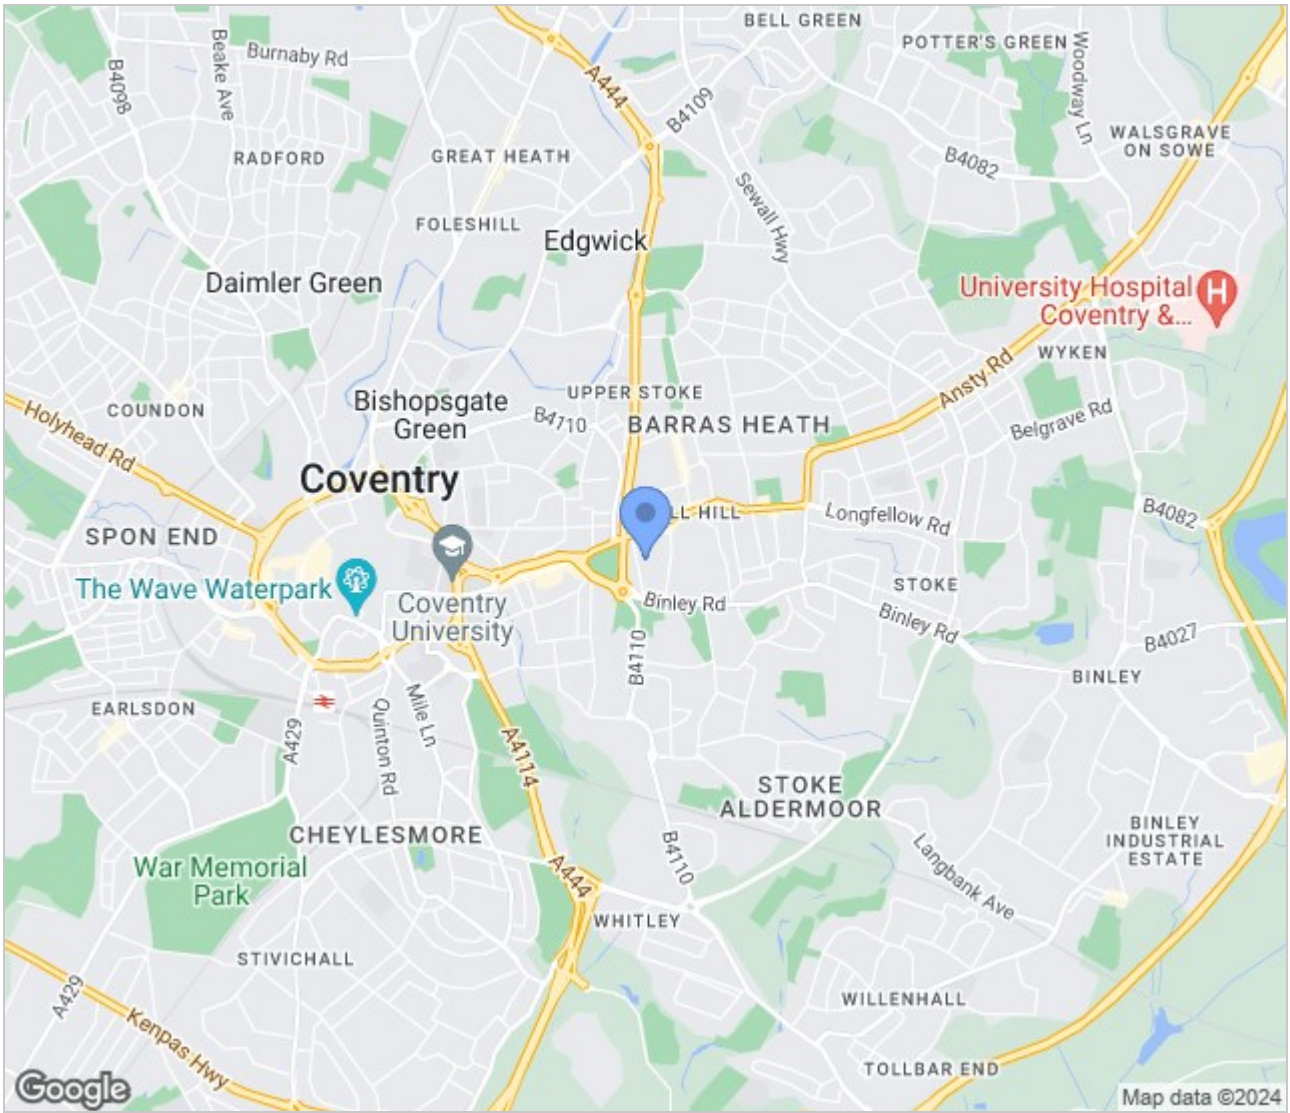 BELL GREEN
POTTER'S GREEN
Burnaby Rd
Beake Ave
B4098
A444
B4109
Woodway Ln
WALSGRAVE
ON SOWE
RADFORD
GREAT HEATH
B4082
Sewall Hwy
FOLESHILL
Edgwick
Daimler Green
University Hospital
Coventry &...
H
WYKEN
Ansty Rd
UPPER STOKE
Bishopsgate
Green
B4110
BARRAS HEATH
Belgrave Rd
COUNDON
Holyhead Rd
Coventry
LL HILL
Longfellow Rd
B4082
SPON END
The Wave Waterpark
Coventry
University
STOKE
Binley Rd
Binley Rd
B4027
B4110
BINLEY
EARLSDON
A429
Quinton Rd
Mile Ln
A4114
STOKE
ALDERMOOR
CHEYLESMORE
BINLEY
INDUSTRIAL
ESTATE
B4110
Langbank Ave
War Memorial
Park
A444
WHITLEY
STIVICHALL
A429
Kenpas Hwy
WILLENHALL
TOLLBAR END
Google
Map data ©2024